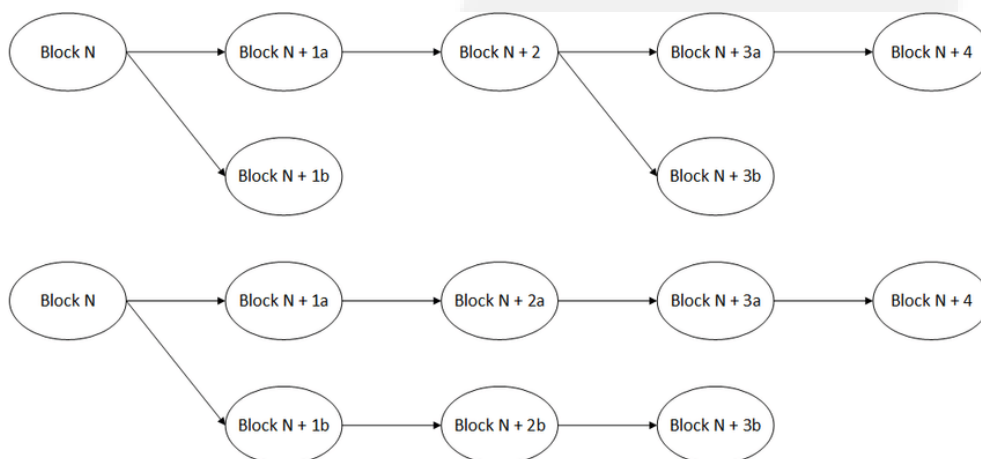 Block N
Block N + 1a
Block N + 2
Block N + 3a
Block N + 4
Block N + 1b
Block N + 3b
Block N
Block N + 1a
Block N + 2a
Block N + 3a
Block N + 4
Block N + 1b
Block N + 2b
Block N + 3b